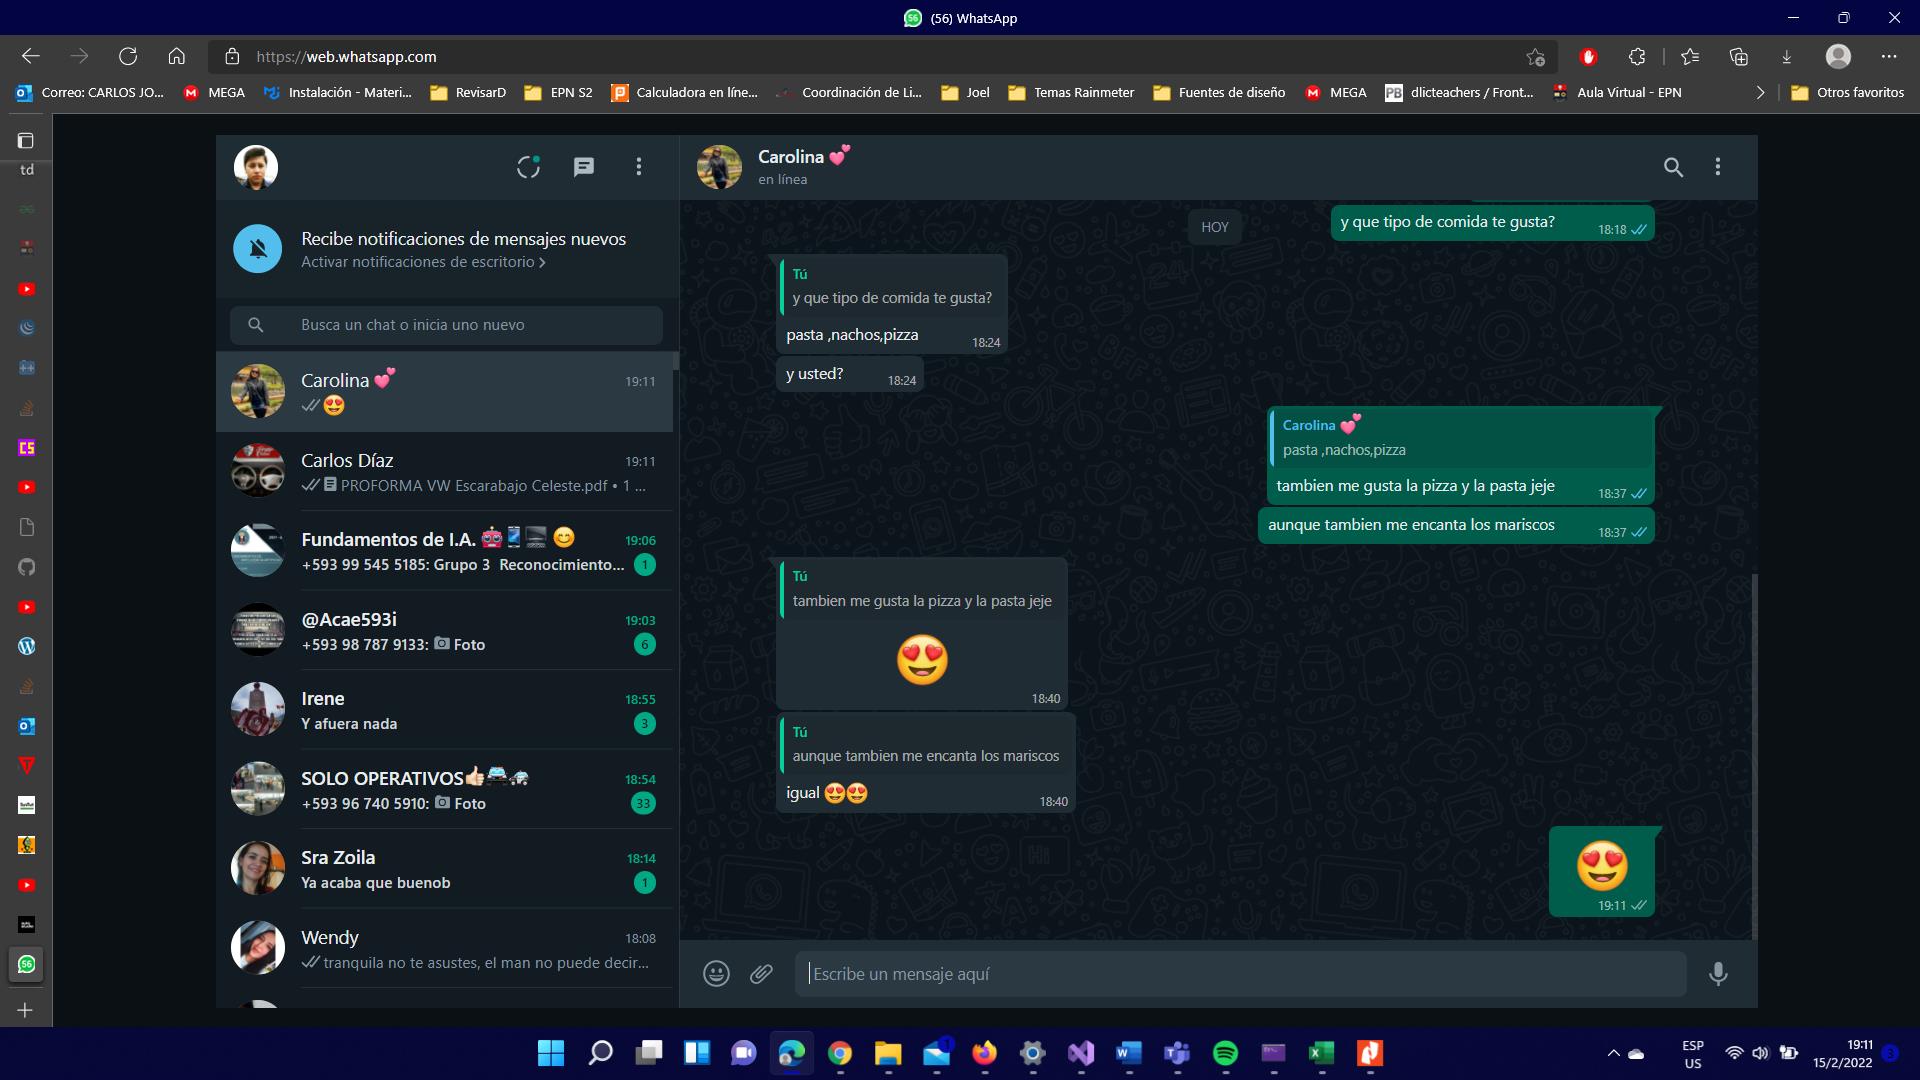 (56) WhatsApp
https://web.whatsapp.com
Correo: CARLOS JO...
MEGA
Instalación - Materi...
RevisarD
EPN S2
Calculadora en líne...
Coordinación de Li...
Joel
Temas Rainmeter
Fuentes de diseño
MEGA
PB
dlicteachers / Front...
Aula Virtual - EPN
Otros favoritos
td
CS
Carolina 💕
en línea
Recibe notificaciones de mensajes nuevos
Activar notificaciones de escritorio >
Busca un chat o inicia uno nuevo
Carolina 💕 19:11
😍
Carlos Díaz 19:11
PROFORMA VW Escarabajo Celeste.pdf • 1 ...
Fundamentos de I.A. 🤖📱💻😊 19:06
+593 99 545 5185: Grupo 3 Reconocimiento... 1
@Acae593i 19:03
+593 98 787 9133: 📷 Foto 6
Irene 18:55
Y afuera nada 3
SOLO OPERATIVOS👍🏻🚔🚓 18:54
+593 96 740 5910: 📷 Foto 33
Sra Zoila 18:14
Ya acaba que buenob 1
Wendy 18:08
tranquila no te asustes, el man no puede decir...
HOY
y que tipo de comida te gusta? 18:18
Tú
y que tipo de comida te gusta?
pasta ,nachos,pizza 18:24
y usted? 18:24
Carolina 💕
pasta ,nachos,pizza
tambien me gusta la pizza y la pasta jeje 18:37
aunque tambien me encanta los mariscos 18:37
Tú
tambien me gusta la pizza y la pasta jeje
😍
18:40
Tú
aunque tambien me encanta los mariscos
igual 😍😍 18:40
😍
19:11
Escribe un mensaje aquí
56
1
ESP
US
19:11
15/2/2022
3